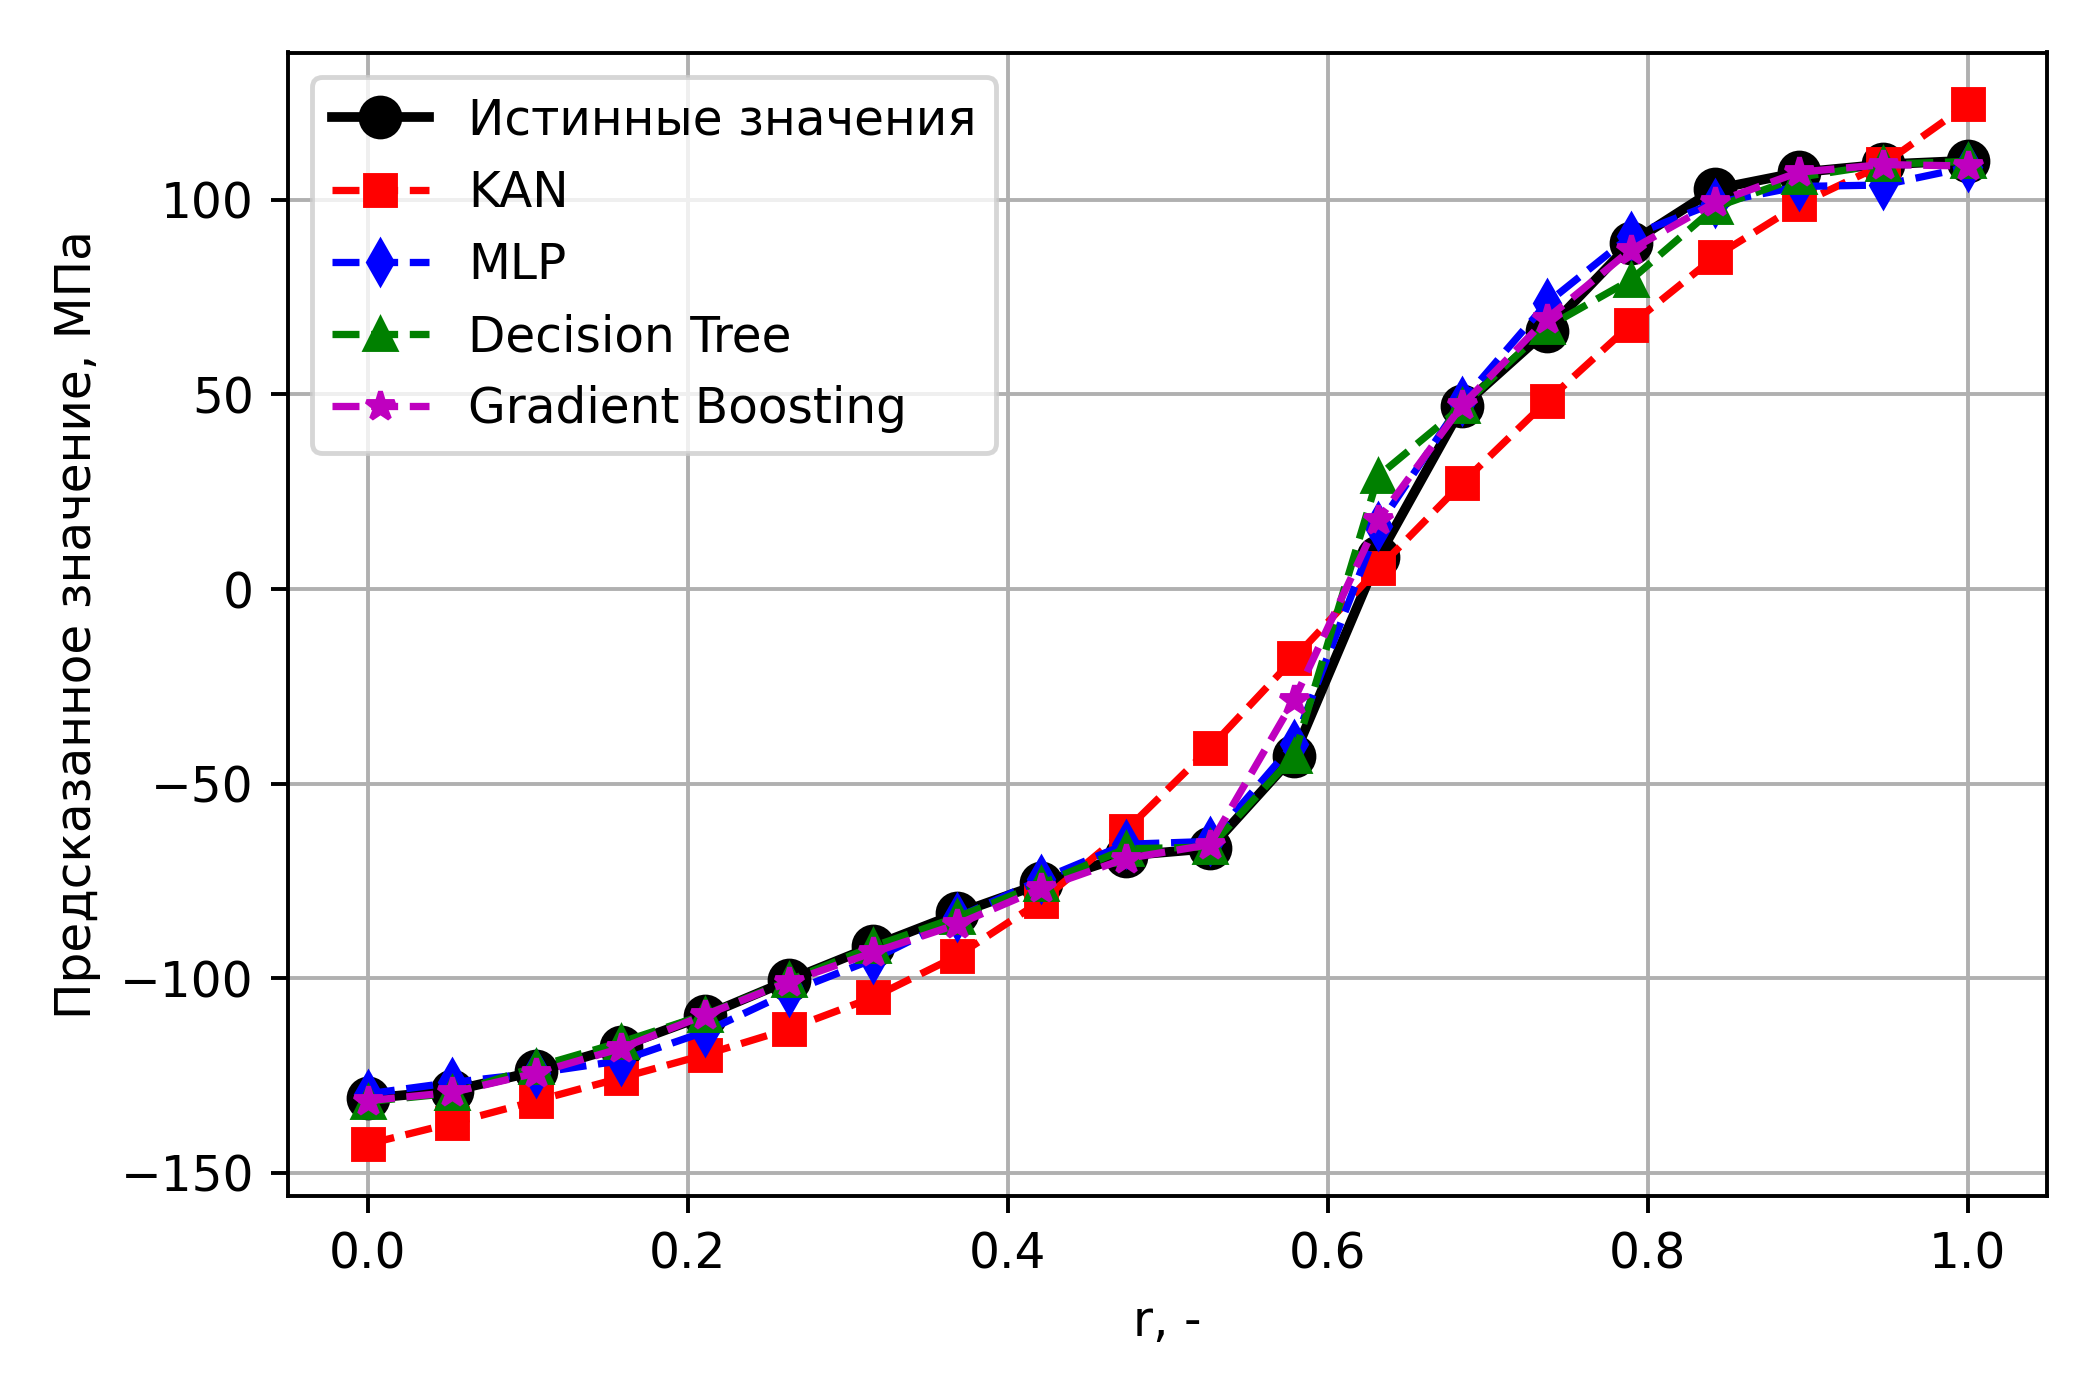 Истинные значения
KAN
MLP
Decision Tree
Gradient Boosting
Предсказанное значение, МПа
100
50
0
−50
−100
−150
0.0 0.2 0.4 0.6 0.8 1.0
r, -